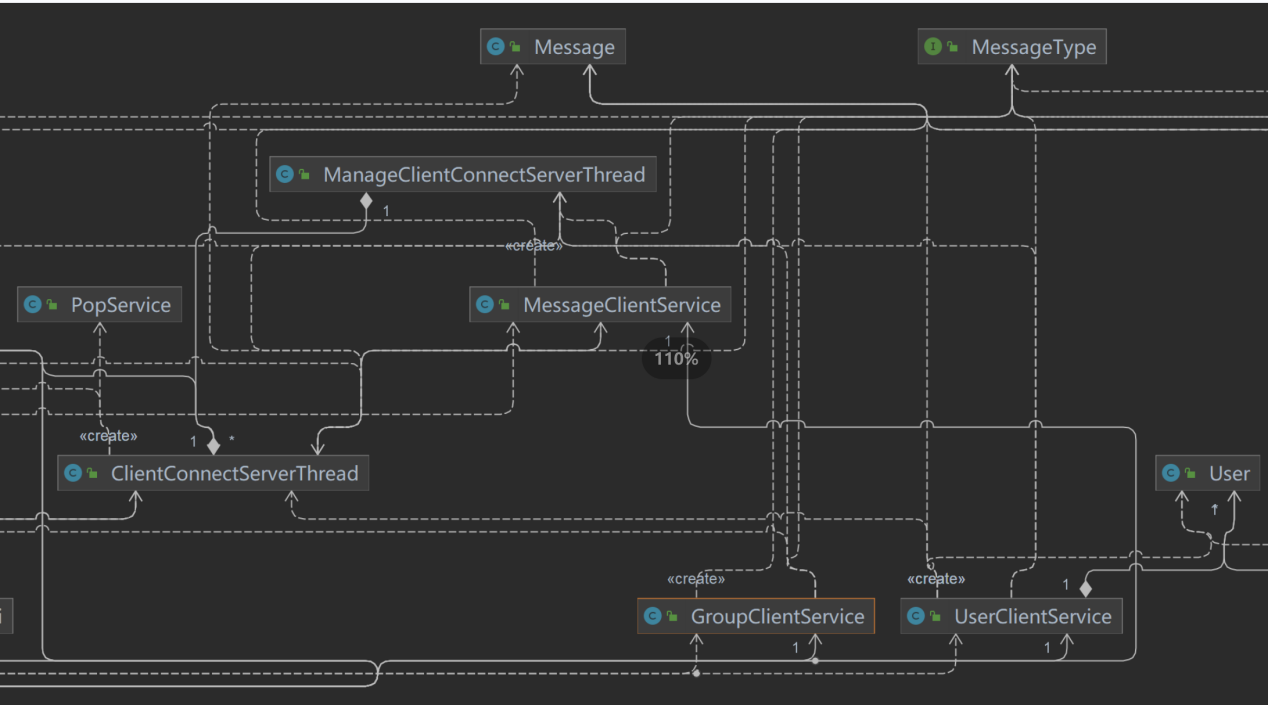 Message
MessageType
ManageClientConnectServerThread
1
«create»
PopService
MessageClientService
1
110%
«create»
1 *
ClientConnectServerThread
User
1
«create»
«create»
1
GroupClientService
UserClientService
1
1